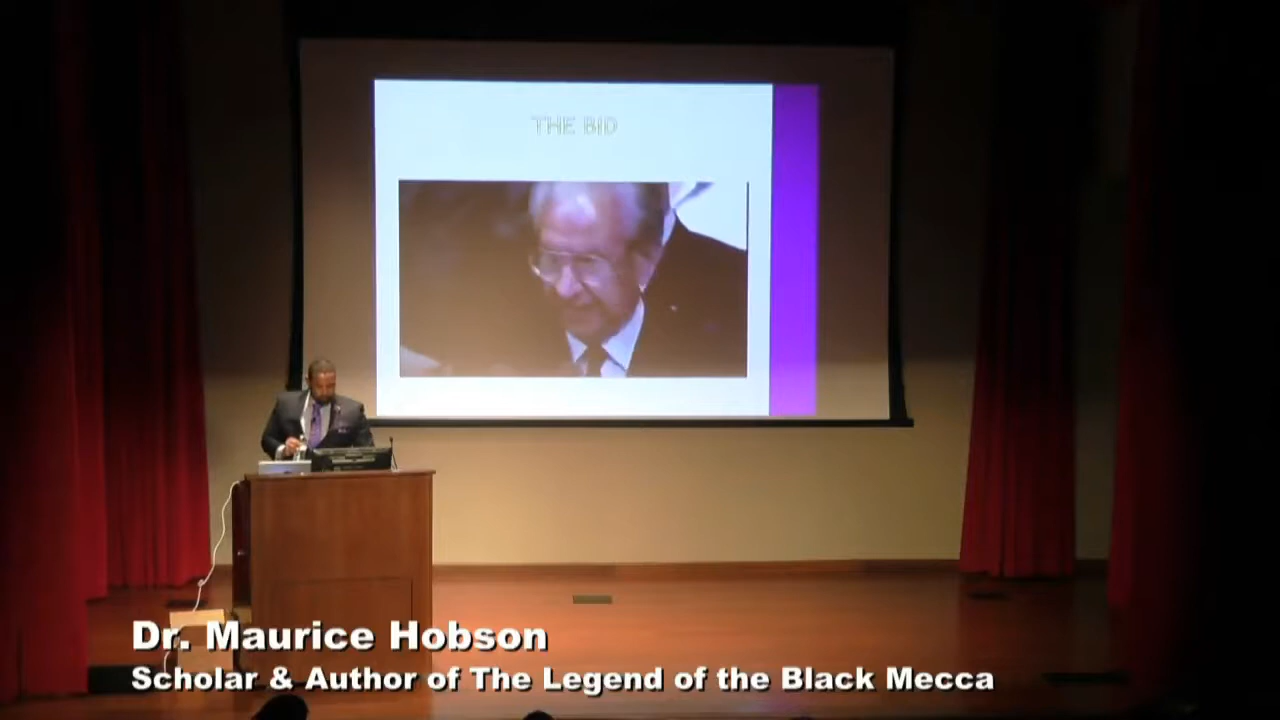 THE BID
Dr. Maurice Hobson
Scholar & Author of The Legend of the Black Mecca